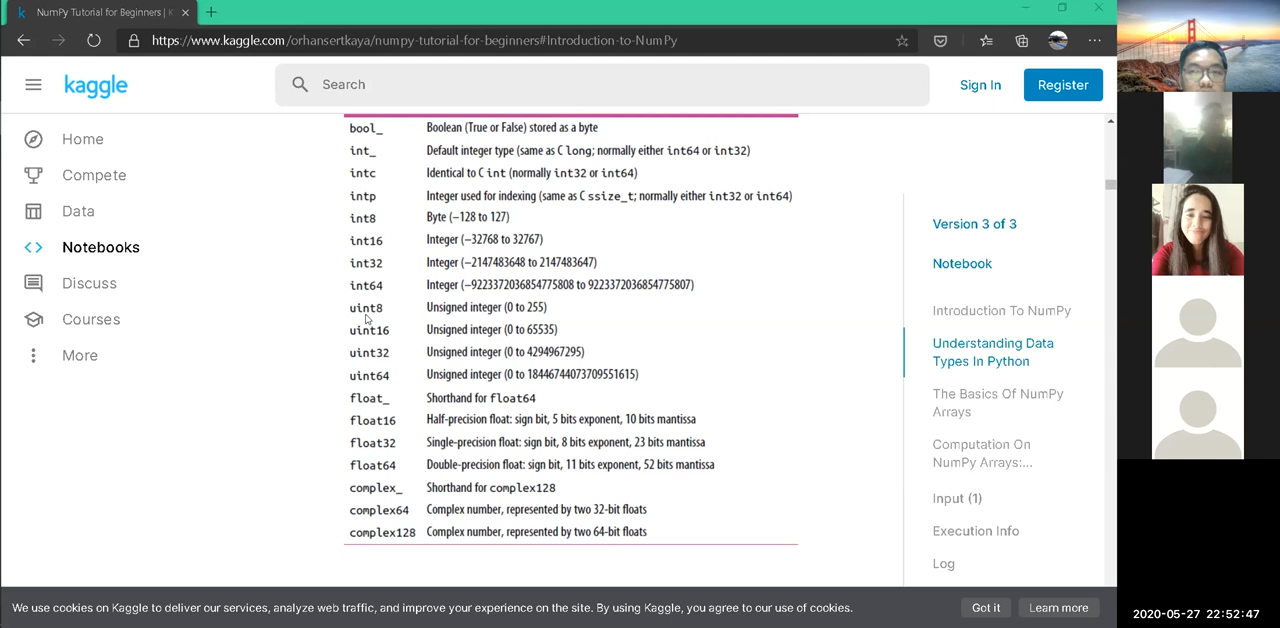 NumPy Tutorial for Beginners | K
https://www.kaggle.com/orhansertkaya/numpy-tutorial-for-beginners#Introduction-to-NumPy
kaggle
Search
Sign In
Register
Home
Compete
Data
Notebooks
Discuss
Courses
More
bool_ Boolean (True or False) stored as a byte
int_ Default integer type (same as C long; normally either int64 or int32)
intc Identical to C int (normally int32 or int64)
intp Integer used for indexing (same as C ssize_t; normally either int32 or int64)
int8 Byte (–128 to 127)
int16 Integer (–32768 to 32767)
int32 Integer (–2147483648 to 2147483647)
int64 Integer (–9223372036854775808 to 9223372036854775807)
uint8 Unsigned integer (0 to 255)
uint16 Unsigned integer (0 to 65535)
uint32 Unsigned integer (0 to 4294967295)
uint64 Unsigned integer (0 to 18446744073709551615)
float_ Shorthand for float64
float16 Half-precision float: sign bit, 5 bits exponent, 10 bits mantissa
float32 Single-precision float: sign bit, 8 bits exponent, 23 bits mantissa
float64 Double-precision float: sign bit, 11 bits exponent, 52 bits mantissa
complex_ Shorthand for complex128
complex64 Complex number, represented by two 32-bit floats
complex128 Complex number, represented by two 64-bit floats
Version 3 of 3
Notebook
Introduction To NumPy
Understanding Data
Types In Python
The Basics Of NumPy
Arrays
Computation On
NumPy Arrays:...
Input (1)
Execution Info
Log
We use cookies on Kaggle to deliver our services, analyze web traffic, and improve your experience on the site. By using Kaggle, you agree to our use of cookies.
Got it
Learn more
2020-05-27 22:52:47